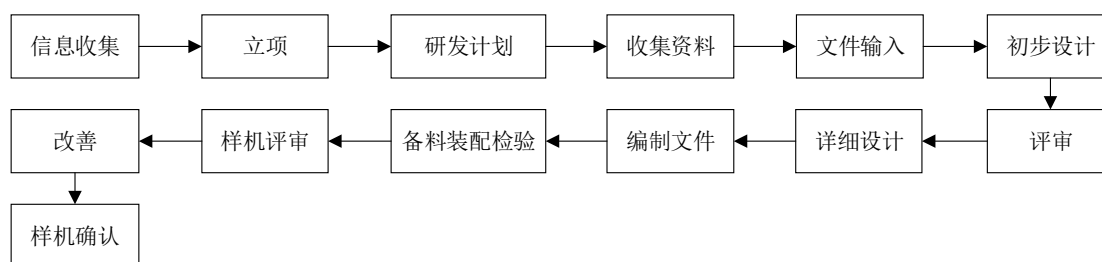 信息收集
立项
研发计划
收集资料
文件输入
初步设计
评审
详细设计
编制文件
备料装配检验
样机评审
改善
样机确认